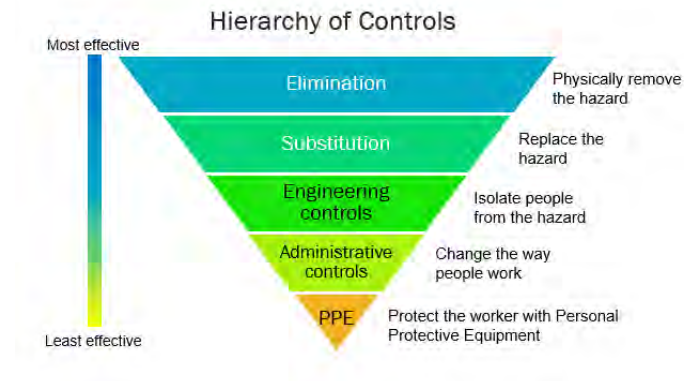 Hierarchy of Controls
Most effective
Elimination
Physically remove
the hazard
Substitution
Replace the
hazard
Engineering
controls
Isolate people
from the hazard
Administrative
controls
Change the way
people work
PPE
Protect the worker with Personal
Protective Equipment
Least effective